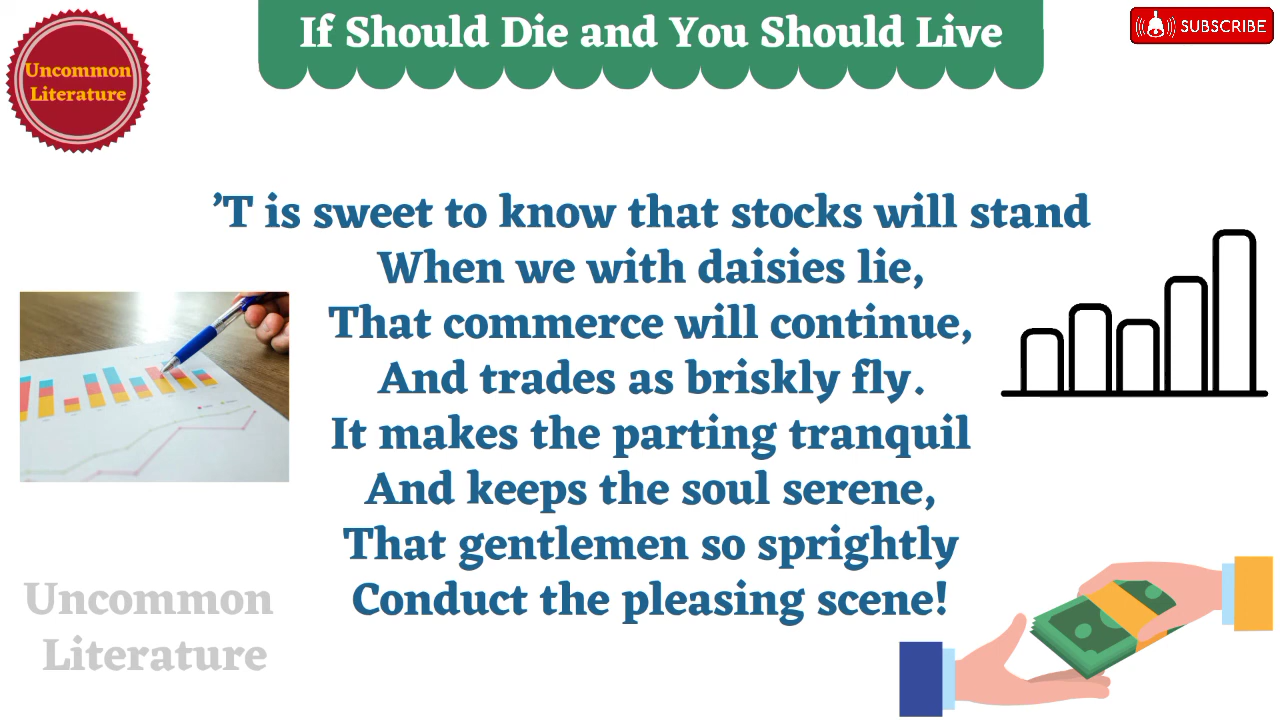 If Should Die and You Should Live
Uncommon
Literature
SUBSCRIBE
’T is sweet to know that stocks will stand
When we with daisies lie,
That commerce will continue,
And trades as briskly fly.
It makes the parting tranquil
And keeps the soul serene,
That gentlemen so sprightly
Conduct the pleasing scene!
Uncommon
Literature